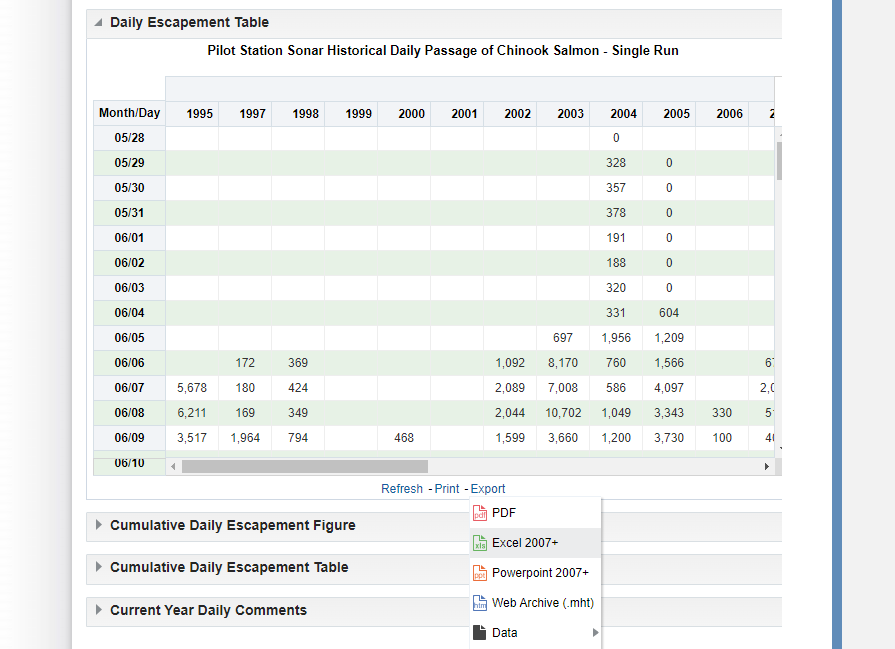 Daily Escapement Table
Pilot Station Sonar Historical Daily Passage of Chinook Salmon - Single Run
Month/Day 1995 1997 1998 1999 2000 2001 2002 2003 2004 2005 2006
05/28 0
05/29 328 0
05/30 357 0
05/31 378 0
06/01 191 0
06/02 188 0
06/03 320 0
06/04 331 604
06/05 697 1,956 1,209
06/06 172 369 1,092 8,170 760 1,566
06/07 5,678 180 424 2,089 7,008 586 4,097
06/08 6,211 169 349 2,044 10,702 1,049 3,343 330
06/09 3,517 1,964 794 468 1,599 3,660 1,200 3,730 100
06/10
Refresh - Print - Export
PDF
Excel 2007+
Powerpoint 2007+
Web Archive (.mht)
Data
Cumulative Daily Escapement Figure
Cumulative Daily Escapement Table
Current Year Daily Comments